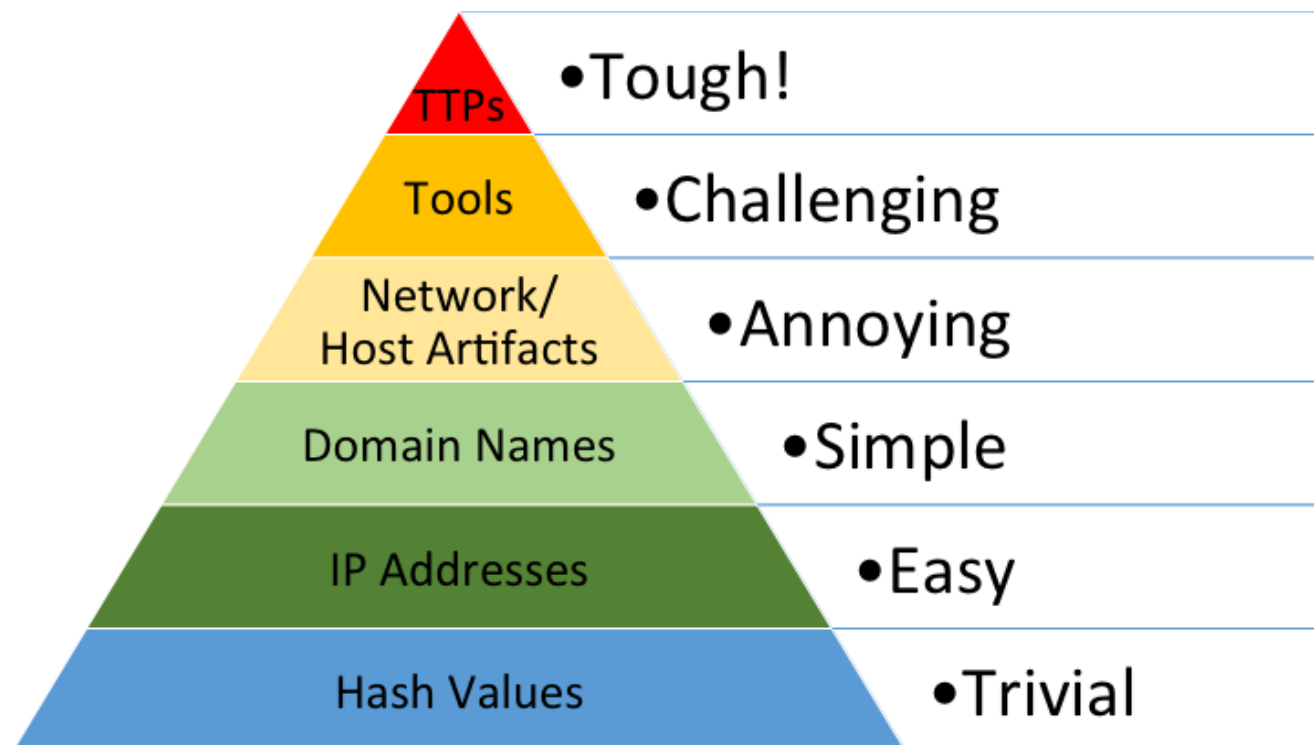 TTPs
•Tough!
Tools
•Challenging
Network/
Host Artifacts
•Annoying
Domain Names
•Simple
IP Addresses
•Easy
Hash Values
•Trivial